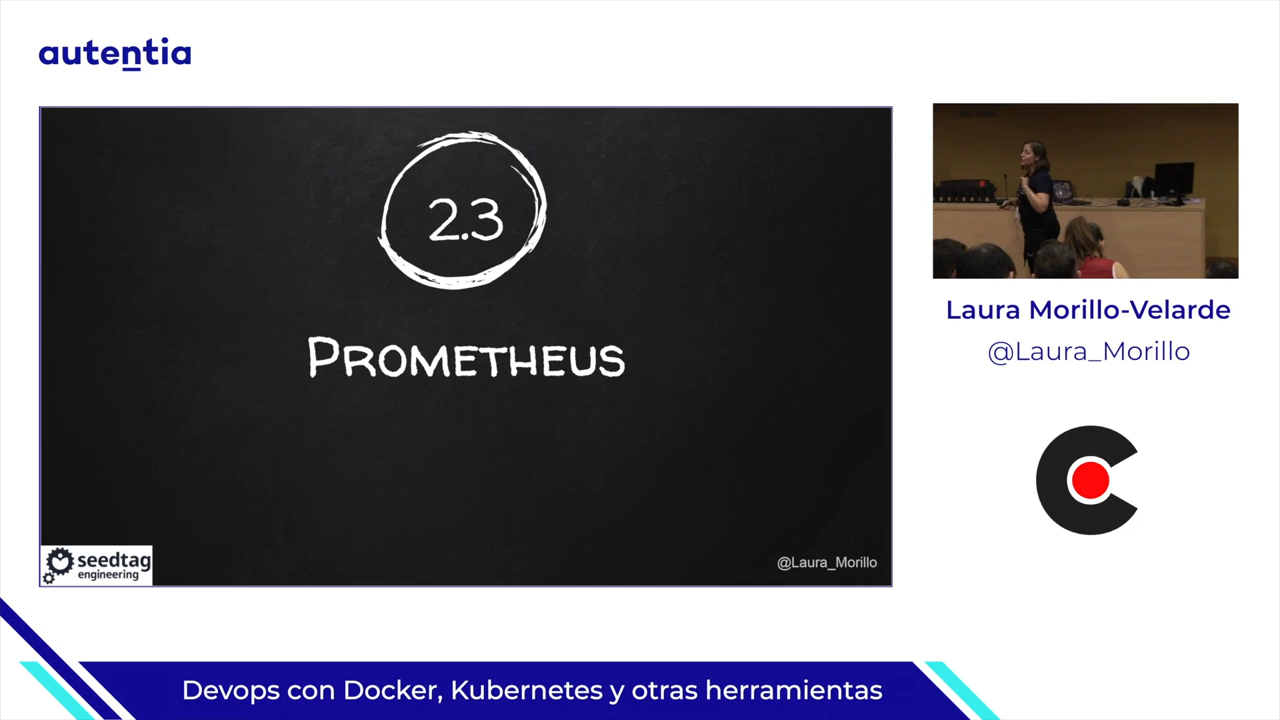 autentia
2.3
Prometheus
seedtag
engineering
@Laura_Morillo
Laura Morillo-Velarde
@Laura_Morillo
Devops con Docker, Kubernetes y otras herramientas